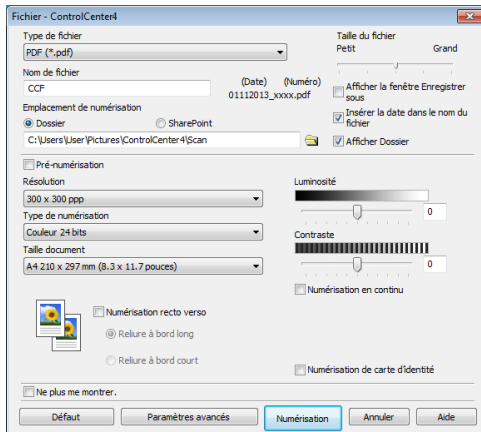 Fichier - ControlCenter4
Type de fichier
PDF (*.pdf)
Nom de fichier
CCF
(Date) (Numéro)
01112013_xxxx.pdf
Emplacement de numérisation
Dossier
SharePoint
C:\Users\User\Pictures\ControlCenter4\Scan
Taille du fichier
Petit Grand
Afficher la fenêtre Enregistrer
sous
Insérer la date dans le nom du
fichier
Afficher Dossier
Pré-numérisation
Résolution
300 x 300 ppp
Type de numérisation
Couleur 24 bits
Taille document
A4 210 x 297 mm (8.3 x 11.7 pouces)
Luminosité
0
Contraste
0
Numérisation en continu
Numérisation recto verso
Reliure à bord long
Reliure à bord court
Numérisation de carte d'identité
Ne plus me montrer.
Défaut
Paramètres avancés
Numérisation
Annuler
Aide